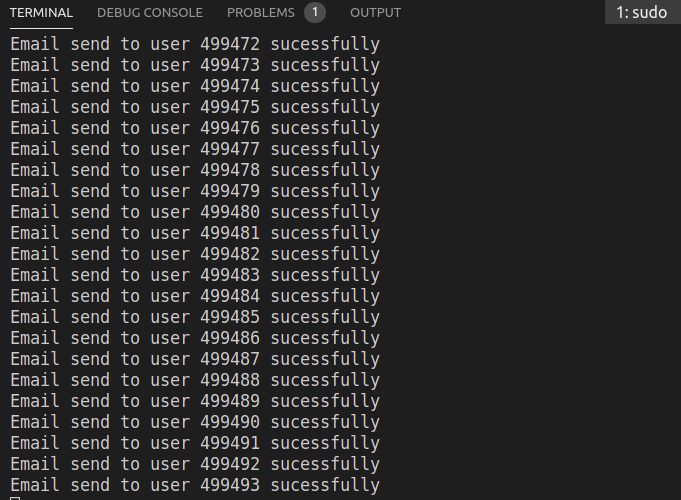 TERMINAL DEBUG CONSOLE PROBLEMS 1 OUTPUT 1: sudo
Email send to user 499472 sucessfully
Email send to user 499473 sucessfully
Email send to user 499474 sucessfully
Email send to user 499475 sucessfully
Email send to user 499476 sucessfully
Email send to user 499477 sucessfully
Email send to user 499478 sucessfully
Email send to user 499479 sucessfully
Email send to user 499480 sucessfully
Email send to user 499481 sucessfully
Email send to user 499482 sucessfully
Email send to user 499483 sucessfully
Email send to user 499484 sucessfully
Email send to user 499485 sucessfully
Email send to user 499486 sucessfully
Email send to user 499487 sucessfully
Email send to user 499488 sucessfully
Email send to user 499489 sucessfully
Email send to user 499490 sucessfully
Email send to user 499491 sucessfully
Email send to user 499492 sucessfully
Email send to user 499493 sucessfully